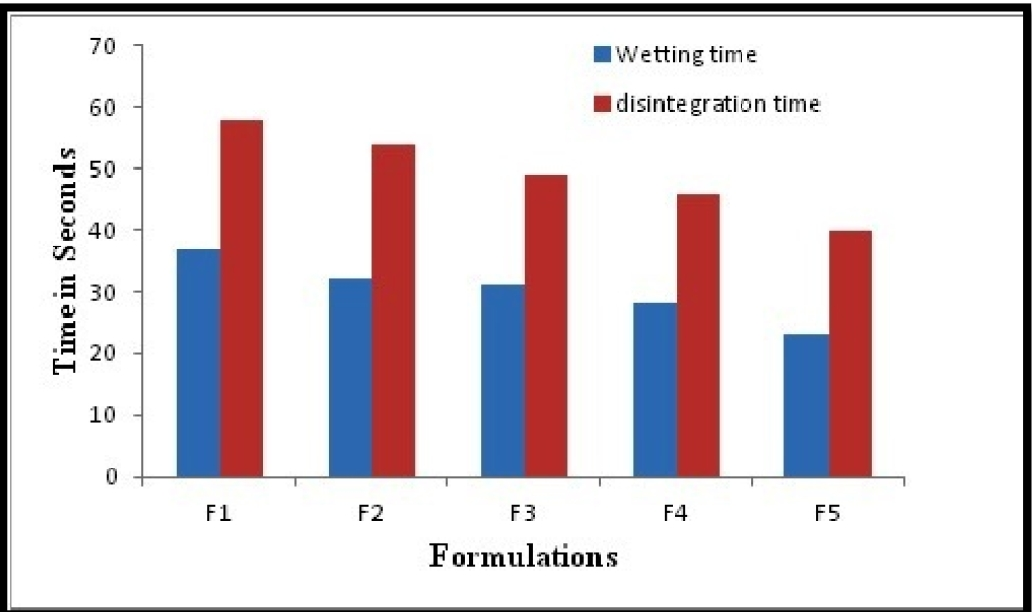 70
60
50
40
30
20
10
0
Time in Seconds
Wetting time
disintegration time
F1 F2 F3 F4 F5
Formulations